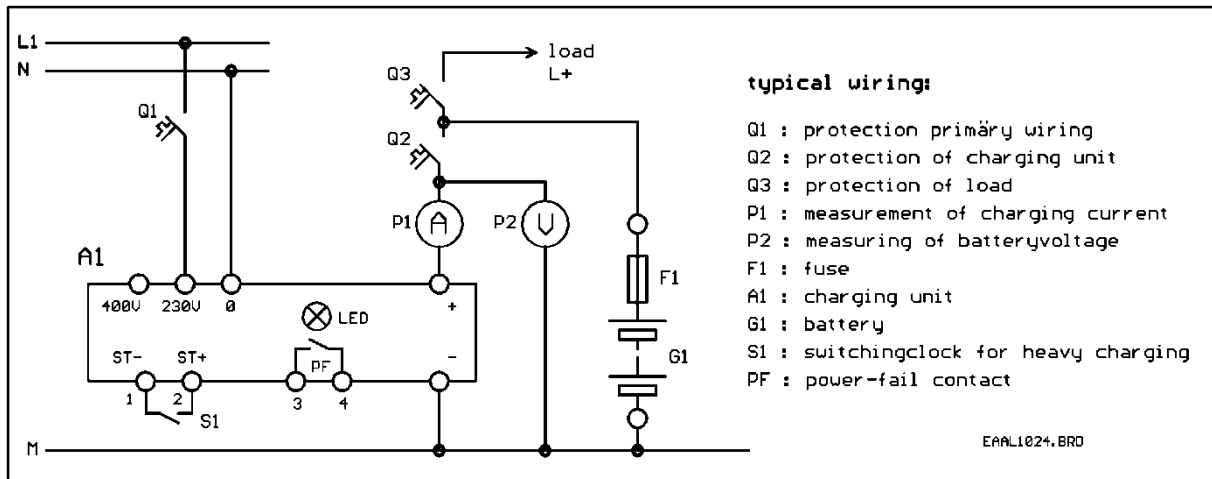 L1
N
Q1
Q3
load
L+
Q2
P1
A
P2
V
F1
G1
A1
400V 230V 0
LED
+
-
ST- ST+
PF
1 2
S1
3 4
M
typical wiring:
Q1 : protection primäry wiring
Q2 : protection of charging unit
Q3 : protection of load
P1 : measurement of charging current
P2 : measuring of batteryvoltage
F1 : fuse
A1 : charging unit
G1 : battery
S1 : switchingclock for heavy charging
PF : power-fail contact
EAAL1024.BRD